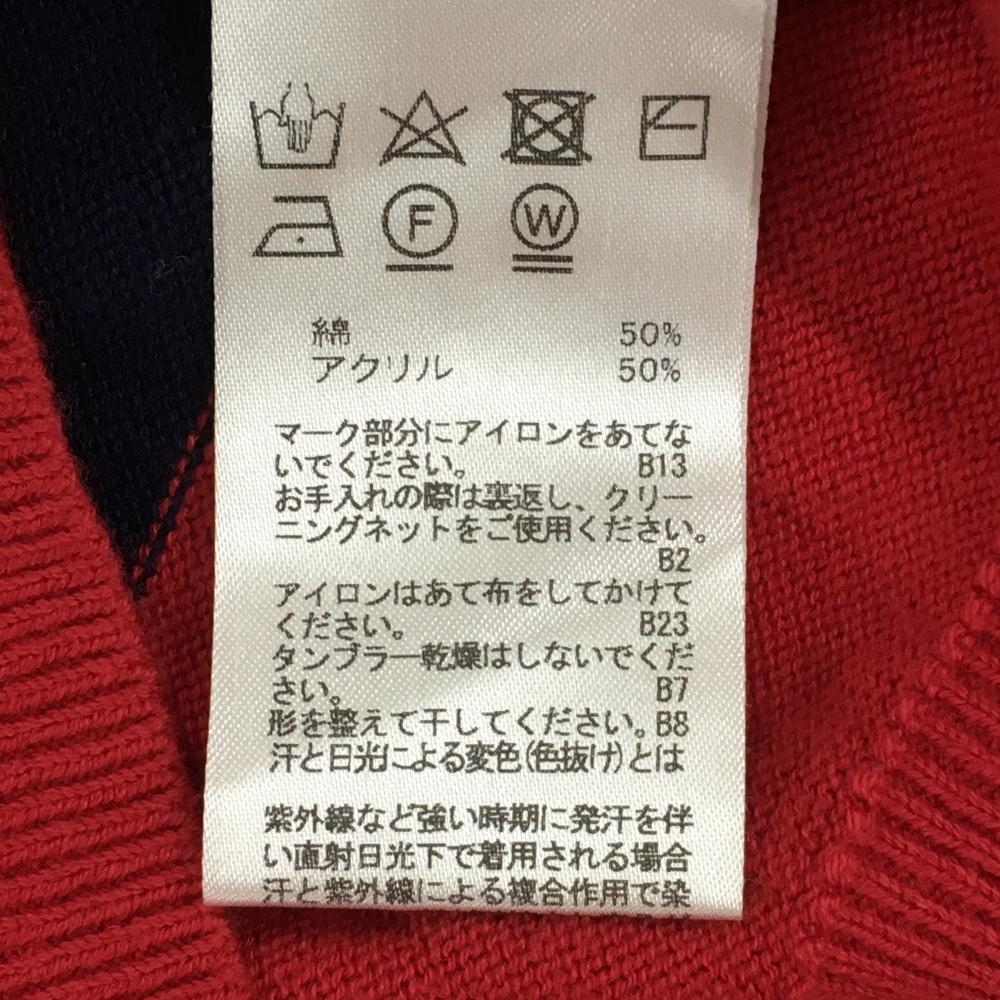 F W
綿 50%
アクリル 50%
マーク部分にアイロンをあてな
いでください。 B13
お手入れの際は裏返し、クリー
ニングネットをご使用ください。
B2
アイロンはあて布をしてかけて
ください。 B23
タンブラー乾燥はしないでくだ
さい。 B7
形を整えて干してください。B8
汗と日光による変色(色抜け)とは
紫外線など強い時期に発汗を伴
い直射日光下で着用される場合
汗と紫外線による複合作用で染